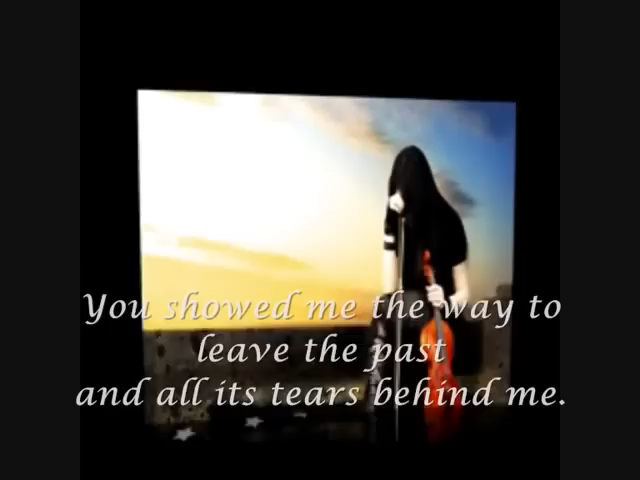 You showed me the way to
leave the past
and all its tears behind me.